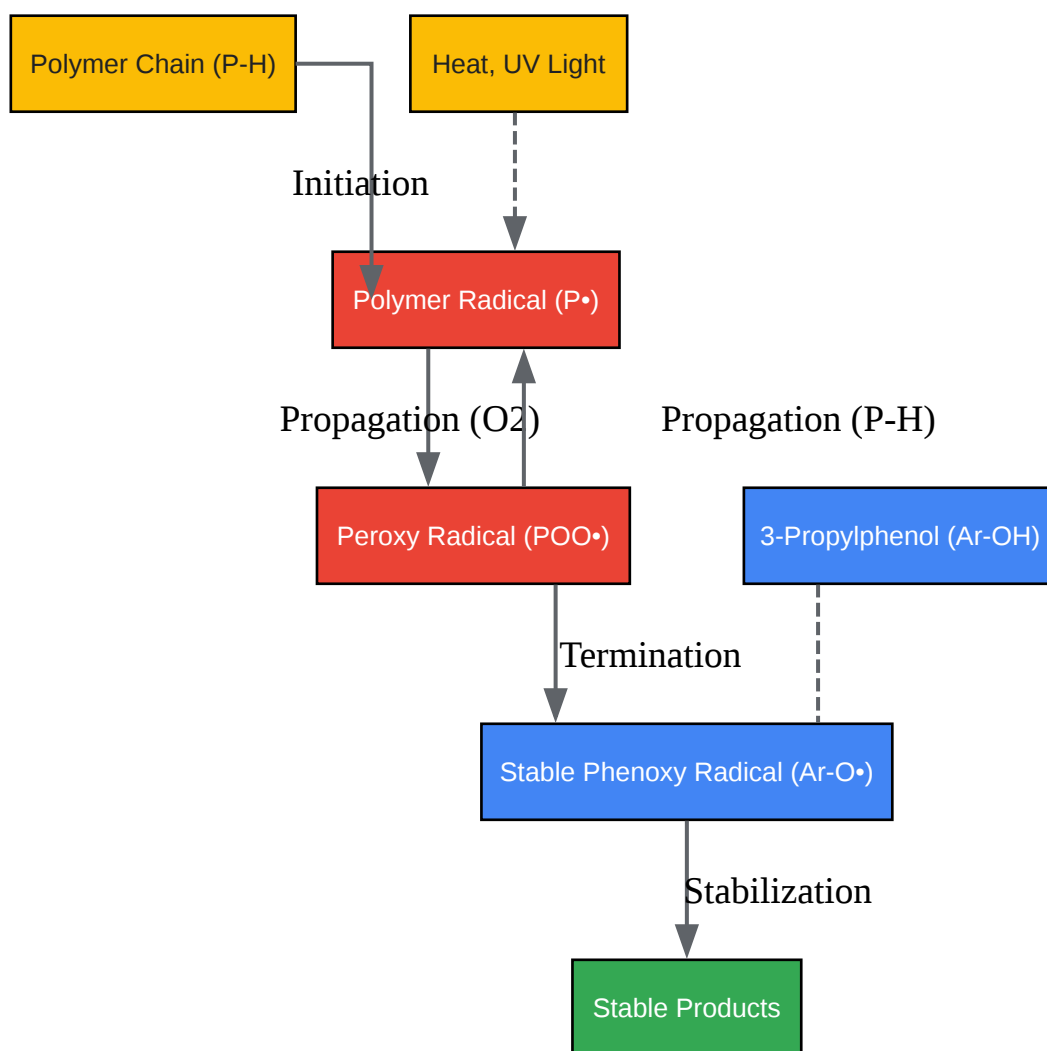 Polymer Chain (P-H)
Heat, UV Light
Initiation
Polymer Radical (P•)
Propagation (O2)
Propagation (P-H)
Peroxy Radical (POO•)
3-Propylphenol (Ar-OH)
Termination
Stable Phenoxy Radical (Ar-O•)
Stabilization
Stable Products